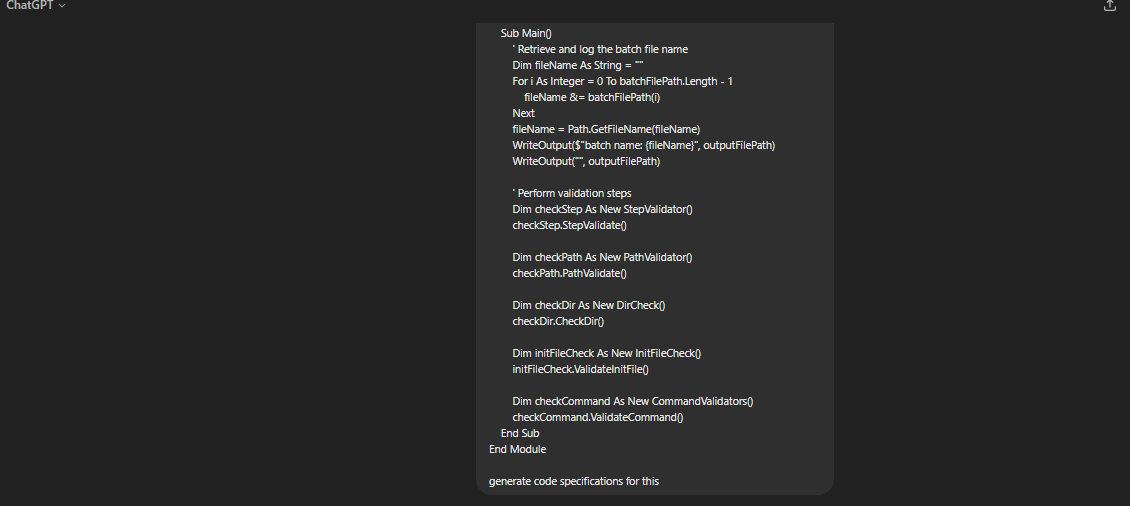 ChatGPT
Sub Main()
' Retrieve and log the batch file name
Dim fileName As String = ""
For i As Integer = 0 To batchFilePath.Length - 1
fileName &= batchFilePath(i)
Next
fileName = Path.GetFileName(fileName)
WriteOutput($"batch name: {fileName}", outputFilePath)
WriteOutput("", outputFilePath)
' Perform validation steps
Dim checkStep As New StepValidator()
checkStep.StepValidate()
Dim checkPath As New PathValidator()
checkPath.PathValidate()
Dim checkDir As New DirCheck()
checkDir.CheckDir()
Dim initFileCheck As New InitFileCheck()
initFileCheck.ValidateInitFile()
Dim checkCommand As New CommandValidators()
checkCommand.ValidateCommand()
End Sub
End Module
generate code specifications for this